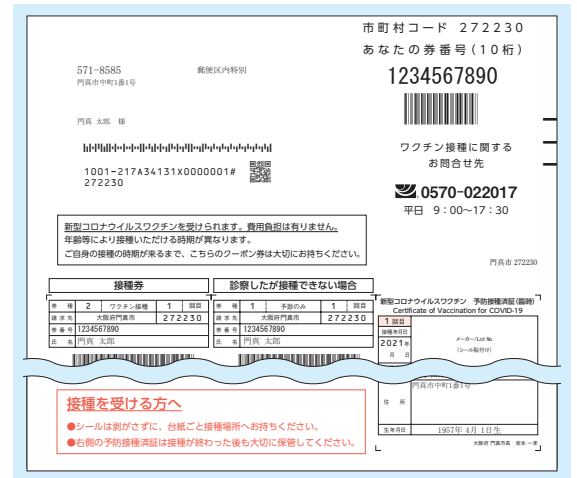 市町村コード 272230
あなたの券番号(10桁)
1234567890
571-8585 郵便区内特別
門真市中町1番1号
門真 太郎 様
1001-217A34131X0000001#
272230
ワクチン接種に関する
お問合せ先
0570-022017
平日 9:00~17:30
新型コロナウイルスワクチンを受けられます。費用負担は有りません。
年齢等により接種いただける時期が異なります。
ご自身の接種の時期が来るまで、こちらのクーポン券は大切にお持ちください。
門真市 272230
接種券
券種 2 ワクチン接種 1 回目
請求先 大阪府門真市 272230
券番号 1234567890
氏名 門真 太郎
診察したが接種できない場合
券種 1 予診のみ 1 回目
請求先 大阪府門真市 272230
券番号 1234567890
氏名 門真 太郎
新型コロナウイルスワクチン 予防接種済証(臨時)
Certificate of Vaccination for COVID-19
1 回目
接種年月日
2021年
月 日
メーカー/Lot No.
(シール貼付け)
門真市中町1番1号
住所
生年月日 1957年 4月 1日生
大阪府 門真市長 宮本 一孝
接種を受ける方へ
●シールは剥がさずに、台紙ごと接種場所へお持ちください。
●右側の予防接種済証は接種が終わった後も大切に保管してください。